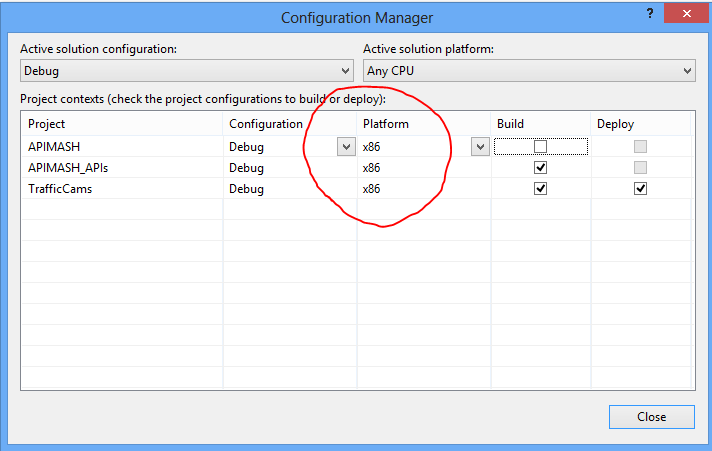 Configuration Manager
?
Active solution configuration: Active solution platform:
Debug Any CPU
Project contexts (check the project configurations to build or deploy):
Project Configuration Platform Build Deploy
APIMASH Debug x86
APIMASH_APIs Debug x86
TrafficCams Debug x86
Close